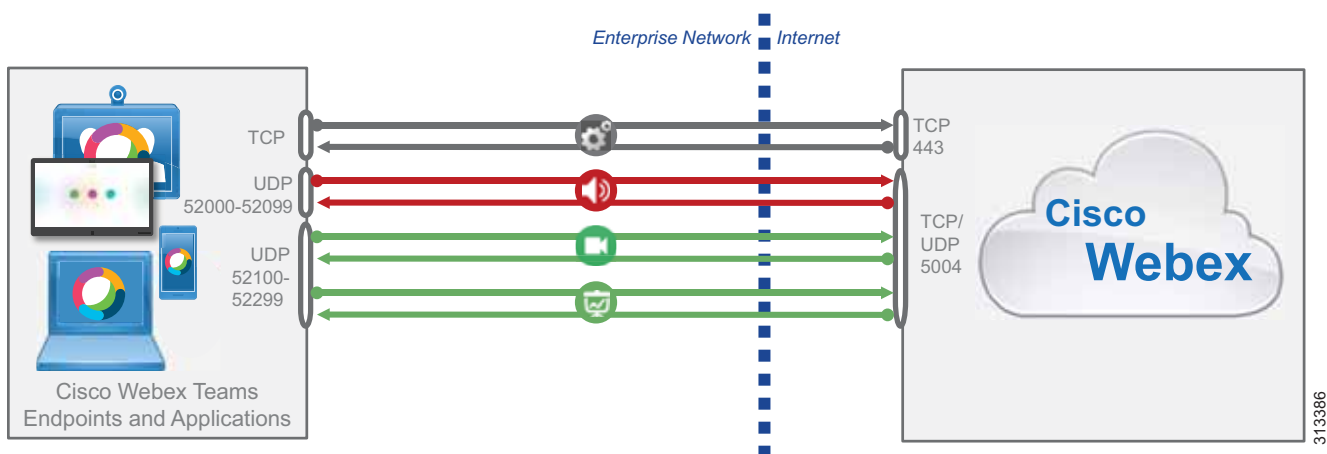 Enterprise Network
Internet
TCP
TCP
443
UDP
52000-52099
UDP
52100-
52299
TCP/
UDP
5004
Cisco
Webex
Cisco Webex Teams
Endpoints and Applications
313386